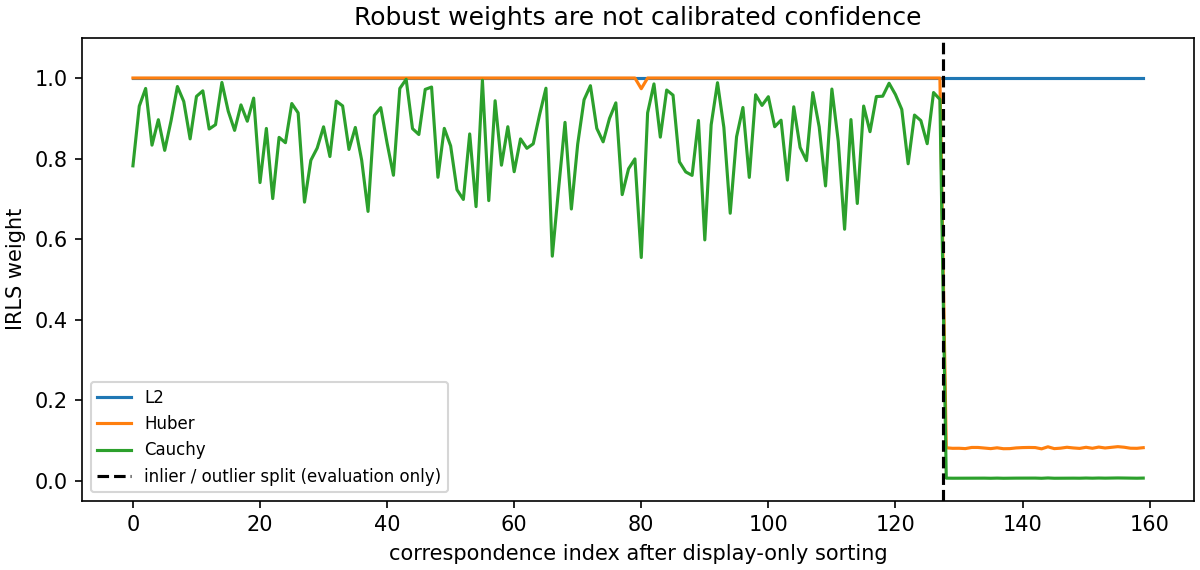 Robust weights are not calibrated confidence
IRLS weight
1.0
0.8
0.6
0.4
0.2
0.0
L2
Huber
Cauchy
inlier / outlier split (evaluation only)
0 20 40 60 80 100 120 140 160
correspondence index after display-only sorting